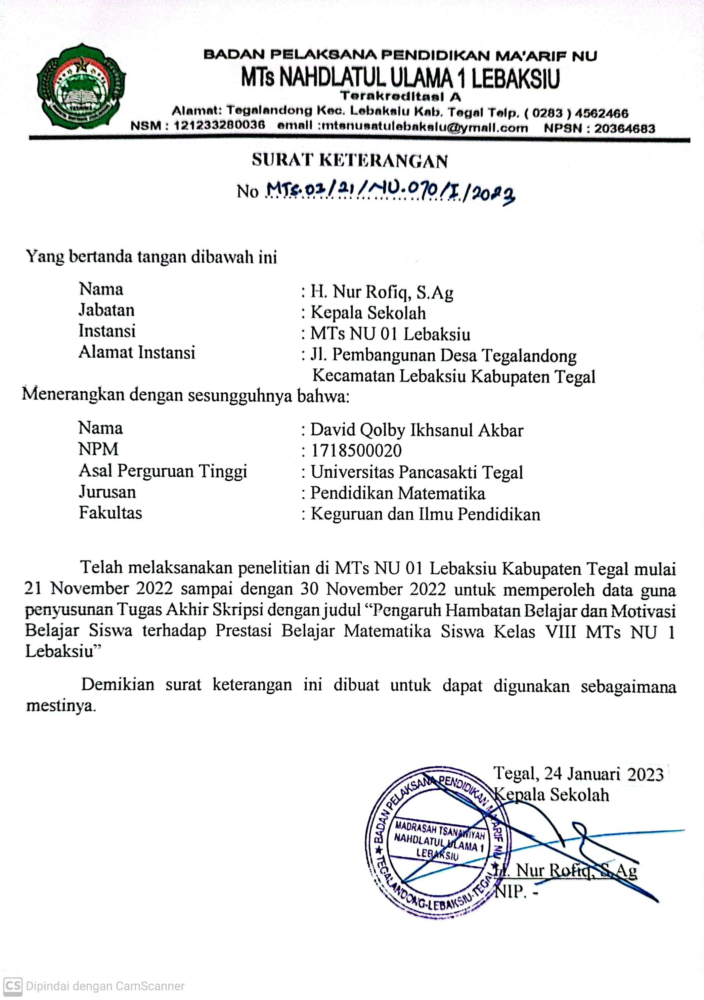 BADAN PELAKSANA PENDIDIKAN MA'ARIF NU
MTs NAHDLATUL ULAMA 1 LEBAKSIU
Terakreditasi A
Alamat: Tegalandong Kec. Lebaksiu Kab. Tegal Telp. ( 0283 ) 4562466
NSM : 121233280036 email :mtsnusatulebaksiu@ymail.com NPSN : 20364683
SURAT KETERANGAN
No MTs.02/21/NU.070/I/2023
Yang bertanda tangan dibawah ini
Nama : H. Nur Rofiq, S.Ag
Jabatan : Kepala Sekolah
Instansi : MTs NU 01 Lebaksiu
Alamat Instansi : Jl. Pembangunan Desa Tegalandong
Kecamatan Lebaksiu Kabupaten Tegal
Menerangkan dengan sesungguhnya bahwa:
Nama : David Qolby Ikhsanul Akbar
NPM : 1718500020
Asal Perguruan Tinggi : Universitas Pancasakti Tegal
Jurusan : Pendidikan Matematika
Fakultas : Keguruan dan Ilmu Pendidikan
Telah melaksanakan penelitian di MTs NU 01 Lebaksiu Kabupaten Tegal mulai
21 November 2022 sampai dengan 30 November 2022 untuk memperoleh data guna
penyusunan Tugas Akhir Skripsi dengan judul “Pengaruh Hambatan Belajar dan Motivasi
Belajar Siswa terhadap Prestasi Belajar Matematika Siswa Kelas VIII MTs NU 1
Lebaksiu”
Demikian surat keterangan ini dibuat untuk dapat digunakan sebagaimana
mestinya.
Tegal, 24 Januari 2023
Kepala Sekolah
BADAN PELAKSANA PENDIDIKAN MA'ARIF NU
MADRASAH TSANAWIYAH
NAHDLATUL ULAMA 1
LEBAKSIU
TEGALANDONG-LEBAKSIU-TEGAL
H. Nur Rofiq, S.Ag
NIP. -
CS Dipindai dengan CamScanner